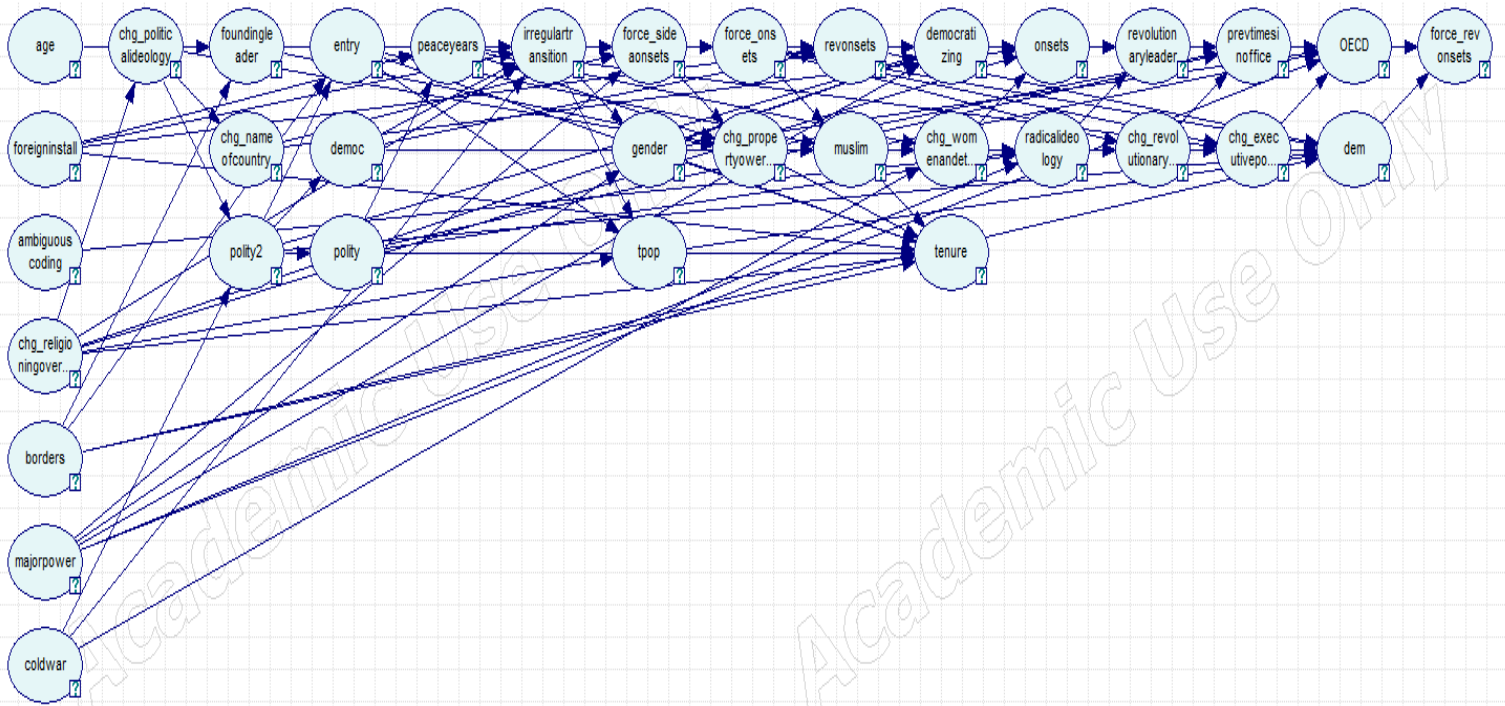 age
chg_politic
alideology
foundingle
ader
entry
peaceyears
irregulartr
ansition
force_side
aonsets
force_ons
ets
revonsets
democrati
zing
onsets
revolution
aryleader
prevtimesi
noffice
OECD
force_rev
onsets
foreigninstall
chg_name
ofcountry
democ
gender
chg_prope
rtyower...
muslim
chg_wom
enandet...
radicalideo
logy
chg_revol
utionary...
chg_exec
utivepo...
dem
ambiguous
coding
polity2
polity
tpop
tenure
chg_religio
ningover...
borders
majorpower
coldwar
Academic Use Only
Academic Use Only